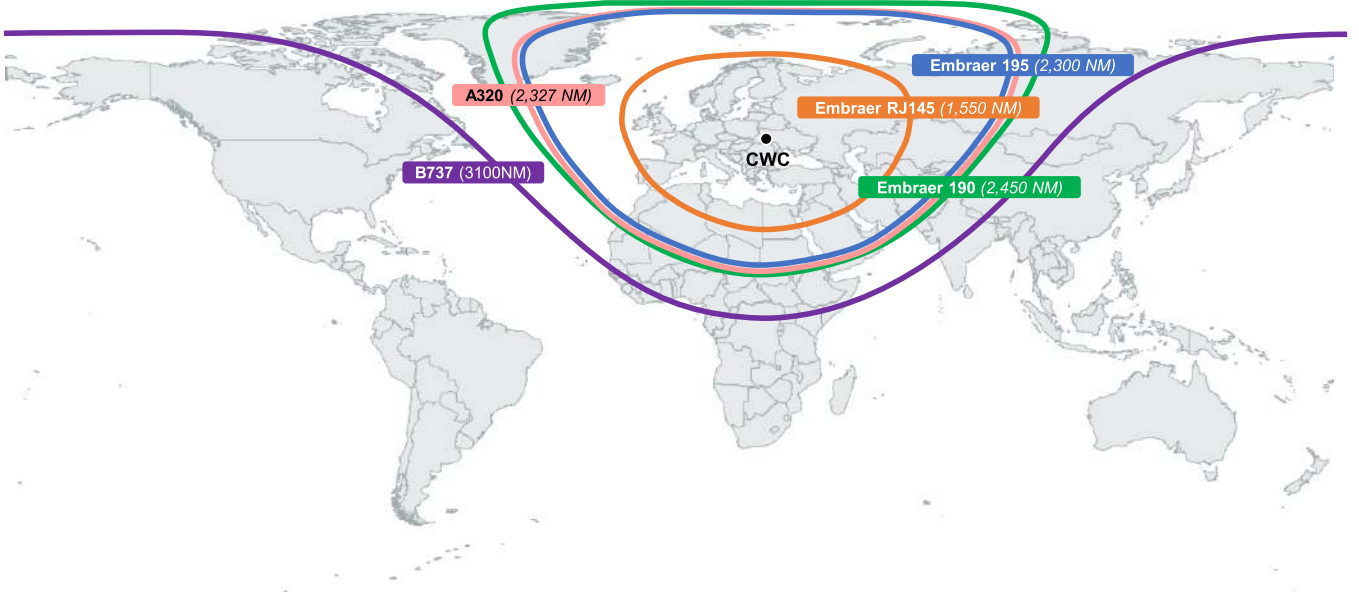 Embraer 195 (2,300 NM)
A320 (2,327 NM)
Embraer RJ145 (1,550 NM)
CWC
B737 (3100NM)
Embraer 190 (2,450 NM)